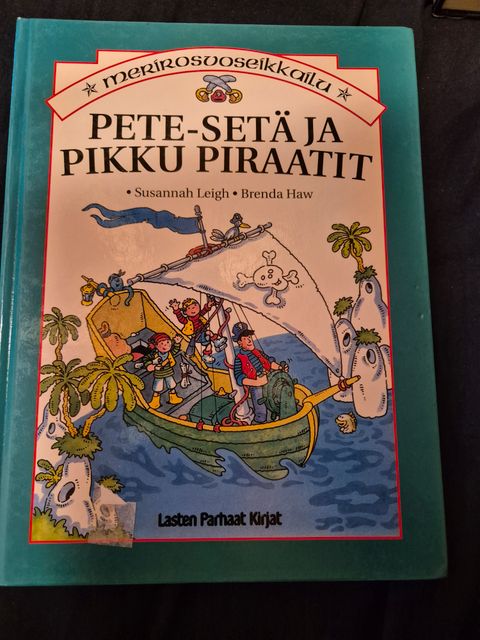 merirosvoseikkailu
PETE-SETÄ JA
PIKKU PIRAATIT
• Susannah Leigh • Brenda Haw
Lasten Parhaat Kirjat